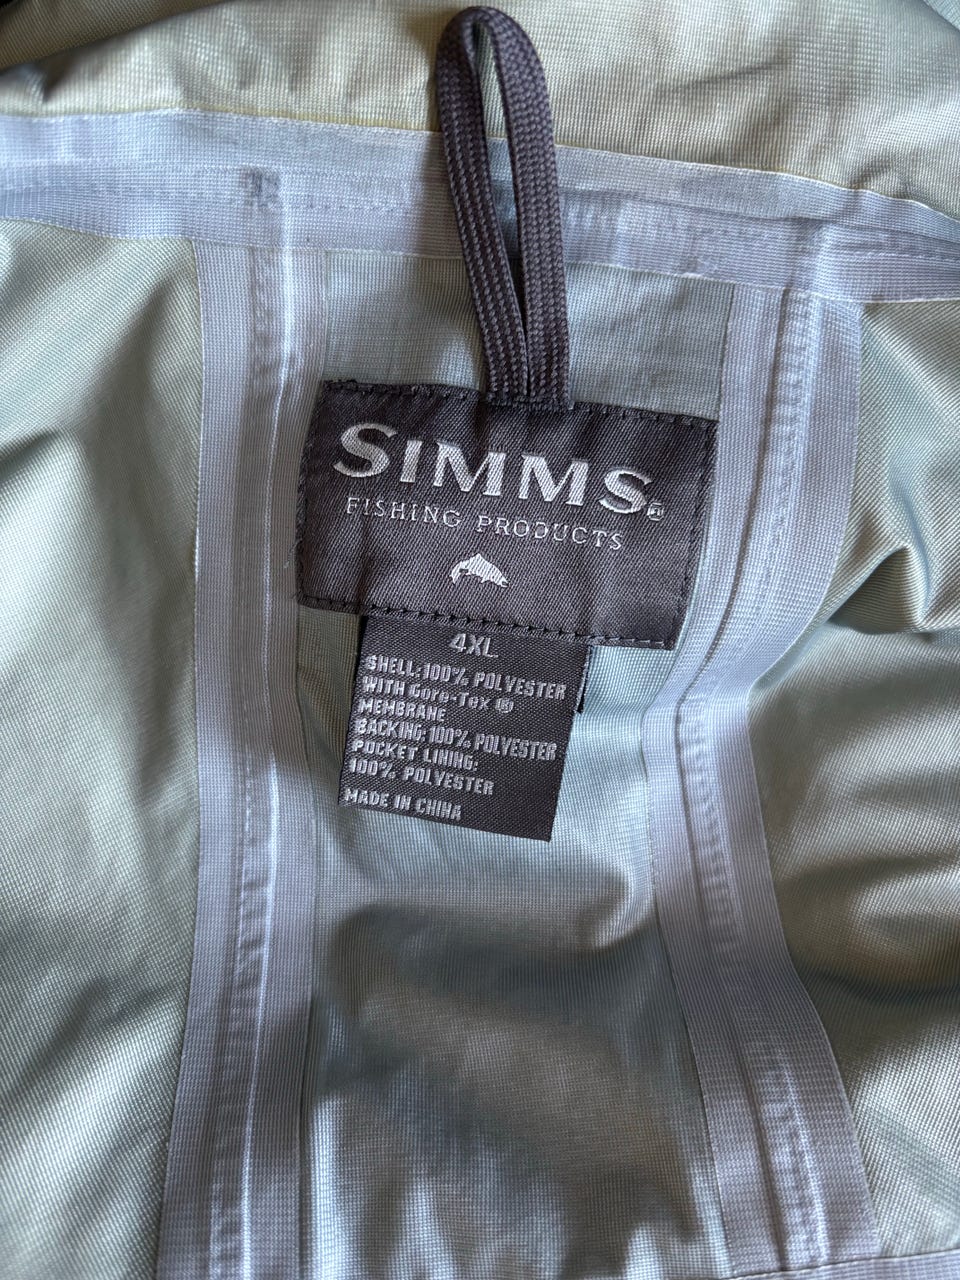 SIMMS®
FISHING PRODUCTS
4XL
SHELL: 100% POLYESTER
WITH GORE-TEX ®
MEMBRANE
BACKING: 100% POLYESTER
POCKET LINING:
100% POLYESTER
MADE IN CHINA